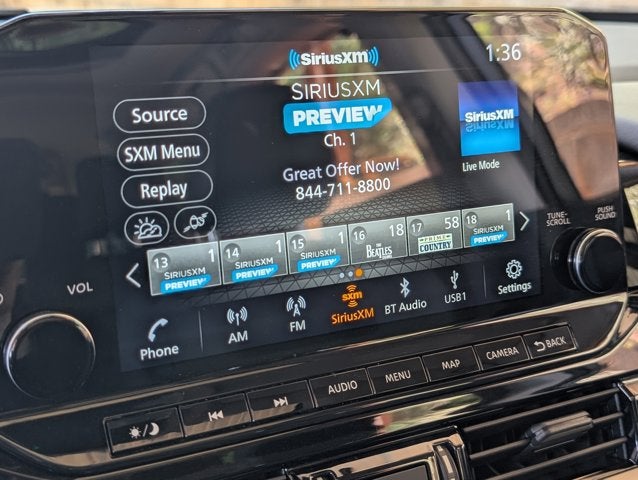 SiriusXM
1:36
SIRIUSXM
PREVIEW
Ch. 1
Great Offer Now!
844-711-8800
Source
SXM Menu
Replay
SiriusXM
Live Mode
13 1 SIRIUSXM PREVIEW
14 1 SIRIUSXM PREVIEW
15 1 SIRIUSXM PREVIEW
16 18 THE BEATLES
17 58 PRIME COUNTRY
18 1 SIRIUSXM PREVIEW
Phone
AM
FM
sxm
SiriusXM
BT Audio
USB1
Settings
VOL
TUNE-
SCROLL
PUSH
SOUND
AUDIO
MENU
MAP
CAMERA
BACK